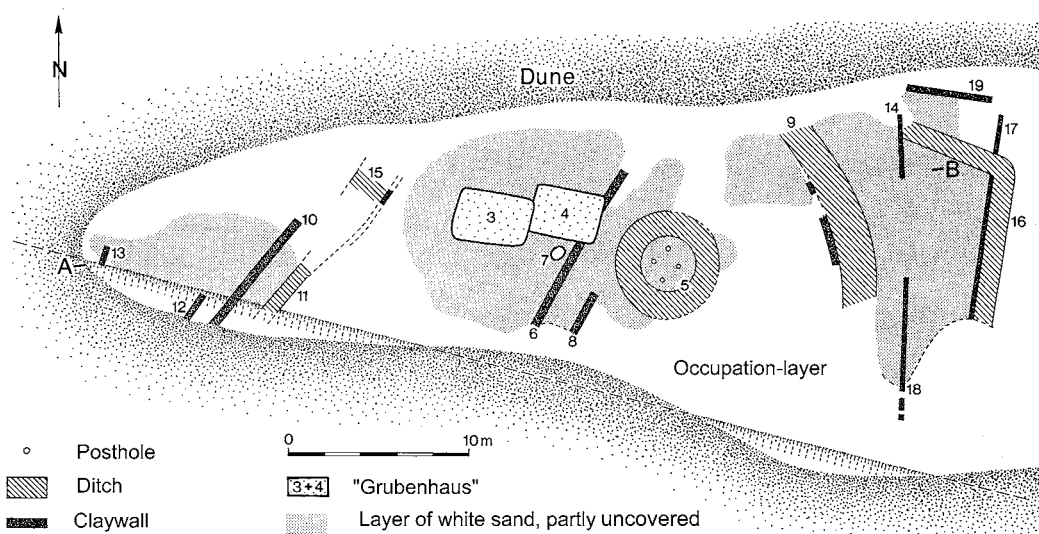 N
Dune
19
14
9
17
B
15
16
3
4
10
13
7
5
A
11
12
6
8
Occupation-layer
18
0 10 m
Posthole
Ditch
3+4 "Grubenhaus"
Claywall
Layer of white sand, partly uncovered